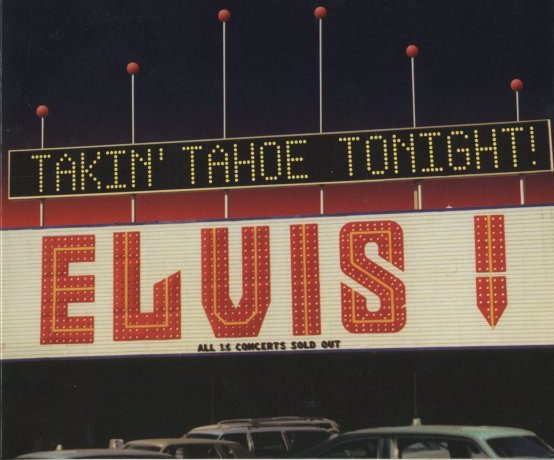 TAKIN' TAHOE TONIGHT!
ELVIS!
ALL 16 CONCERTS SOLD OUT